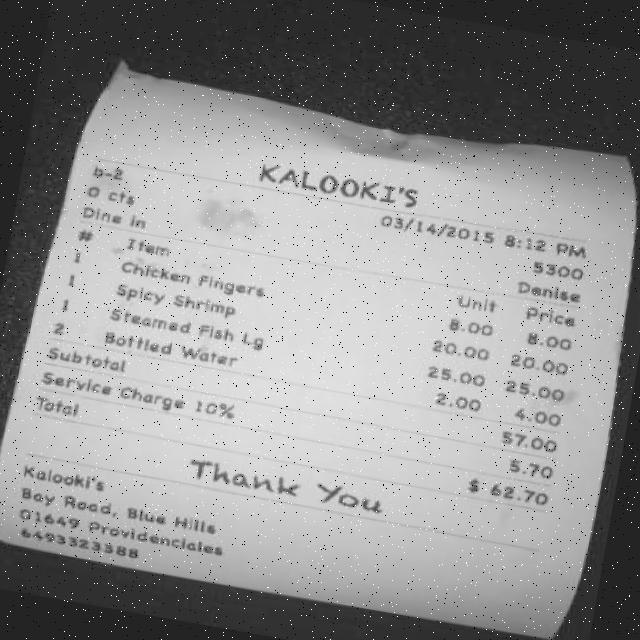 KALOOKI'S
b-2 03/14/2015 8:12 PM
0 Cts 5300
Dine In Denise
# Item Unit Price
1 Chicken Fingers 8.00 8.00
1 Spicy Shrimp 20.00 20.00
1 Steamed Fish Lg 25.00 25.00
2 Bottled Water 2.00 4.00
Subtotal 57.00
Service Charge 10% 5.70
Total $ 62.70
Thank You
Kalooki's
Bay Road, Blue Hills
01649 Providenciales
6493323388